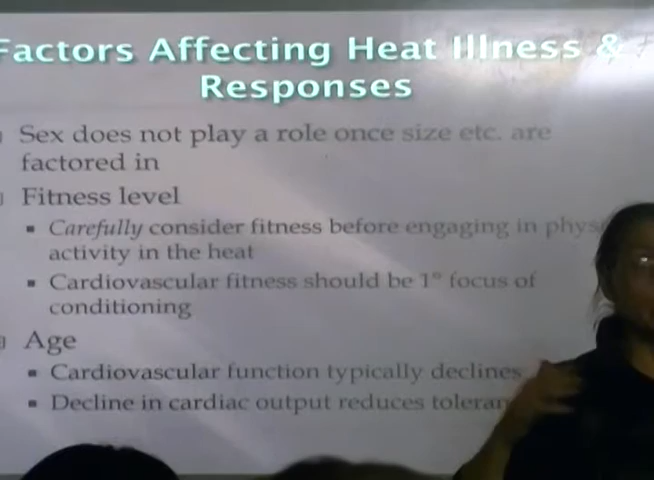 Factors Affecting Heat Illness &
Responses
Sex does not play a role once size etc. are
factored in
Fitness level
Carefully consider fitness before engaging in
activity in the heat
Cardiovascular fitness should be 1° focus of
conditioning
Age
Cardiovascular function typically declines
Decline in cardiac output reduces